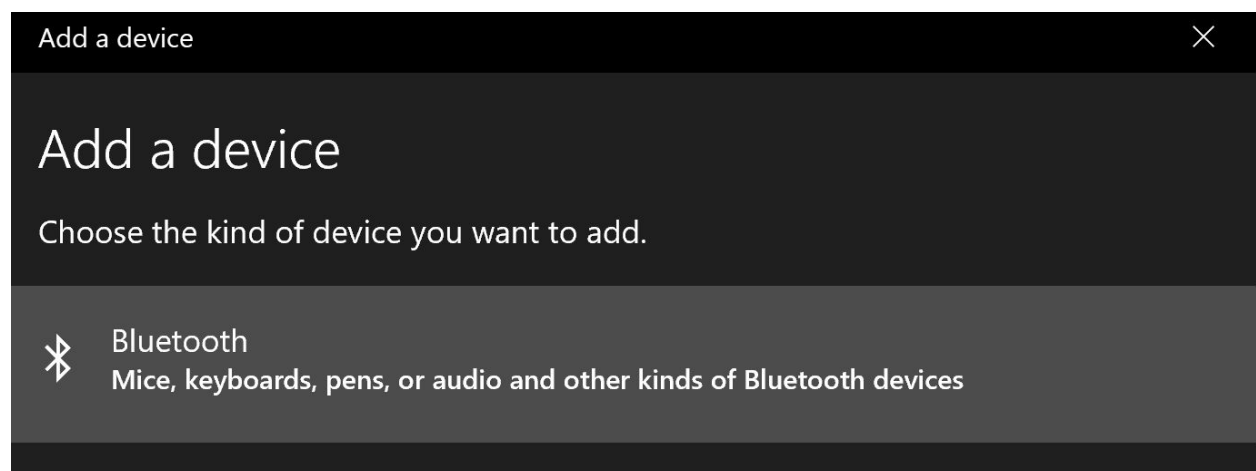 Add a device
Add a device
Choose the kind of device you want to add.
Bluetooth
Mice, keyboards, pens, or audio and other kinds of Bluetooth devices